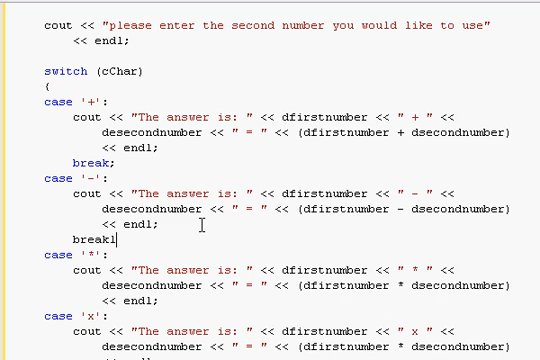 cout << "please enter the second number you would like to use"
<< endl;
switch (cChar)
{
case '+':
cout << "The answer is: " << dfirstnumber << " + " <<
desecondnumber << " = " << (dfirstnumber + dsecondnumber)
<< endl;
break;
case '-':
cout << "The answer is: " << dfirstnumber << " - " <<
desecondnumber << " = " << (dfirstnumber - dsecondnumber)
<< endl;
breakl
case '*':
cout << "The answer is: " << dfirstnumber << " * " <<
desecondnumber << " = " << (dfirstnumber * dsecondnumber)
<< endl;
case 'x':
cout << "The answer is: " << dfirstnumber << " x " <<
desecondnumber << " = " << (dfirstnumber * dsecondnumber)